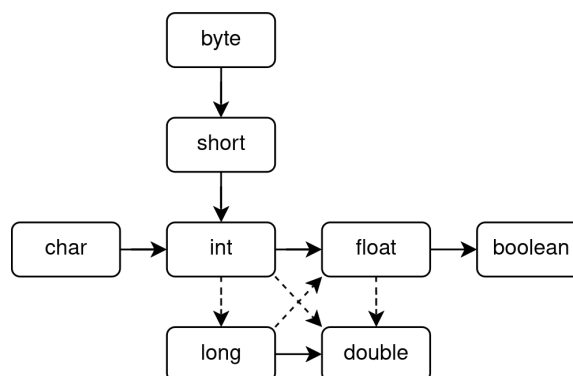 byte
short
char
int
float
boolean
long
double